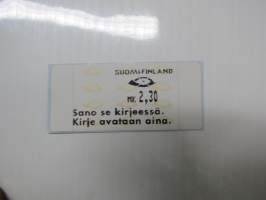 SUOMI-FINLAND
MK. 2,30
Sano se kirjeessä.
Kirje avataan aina.